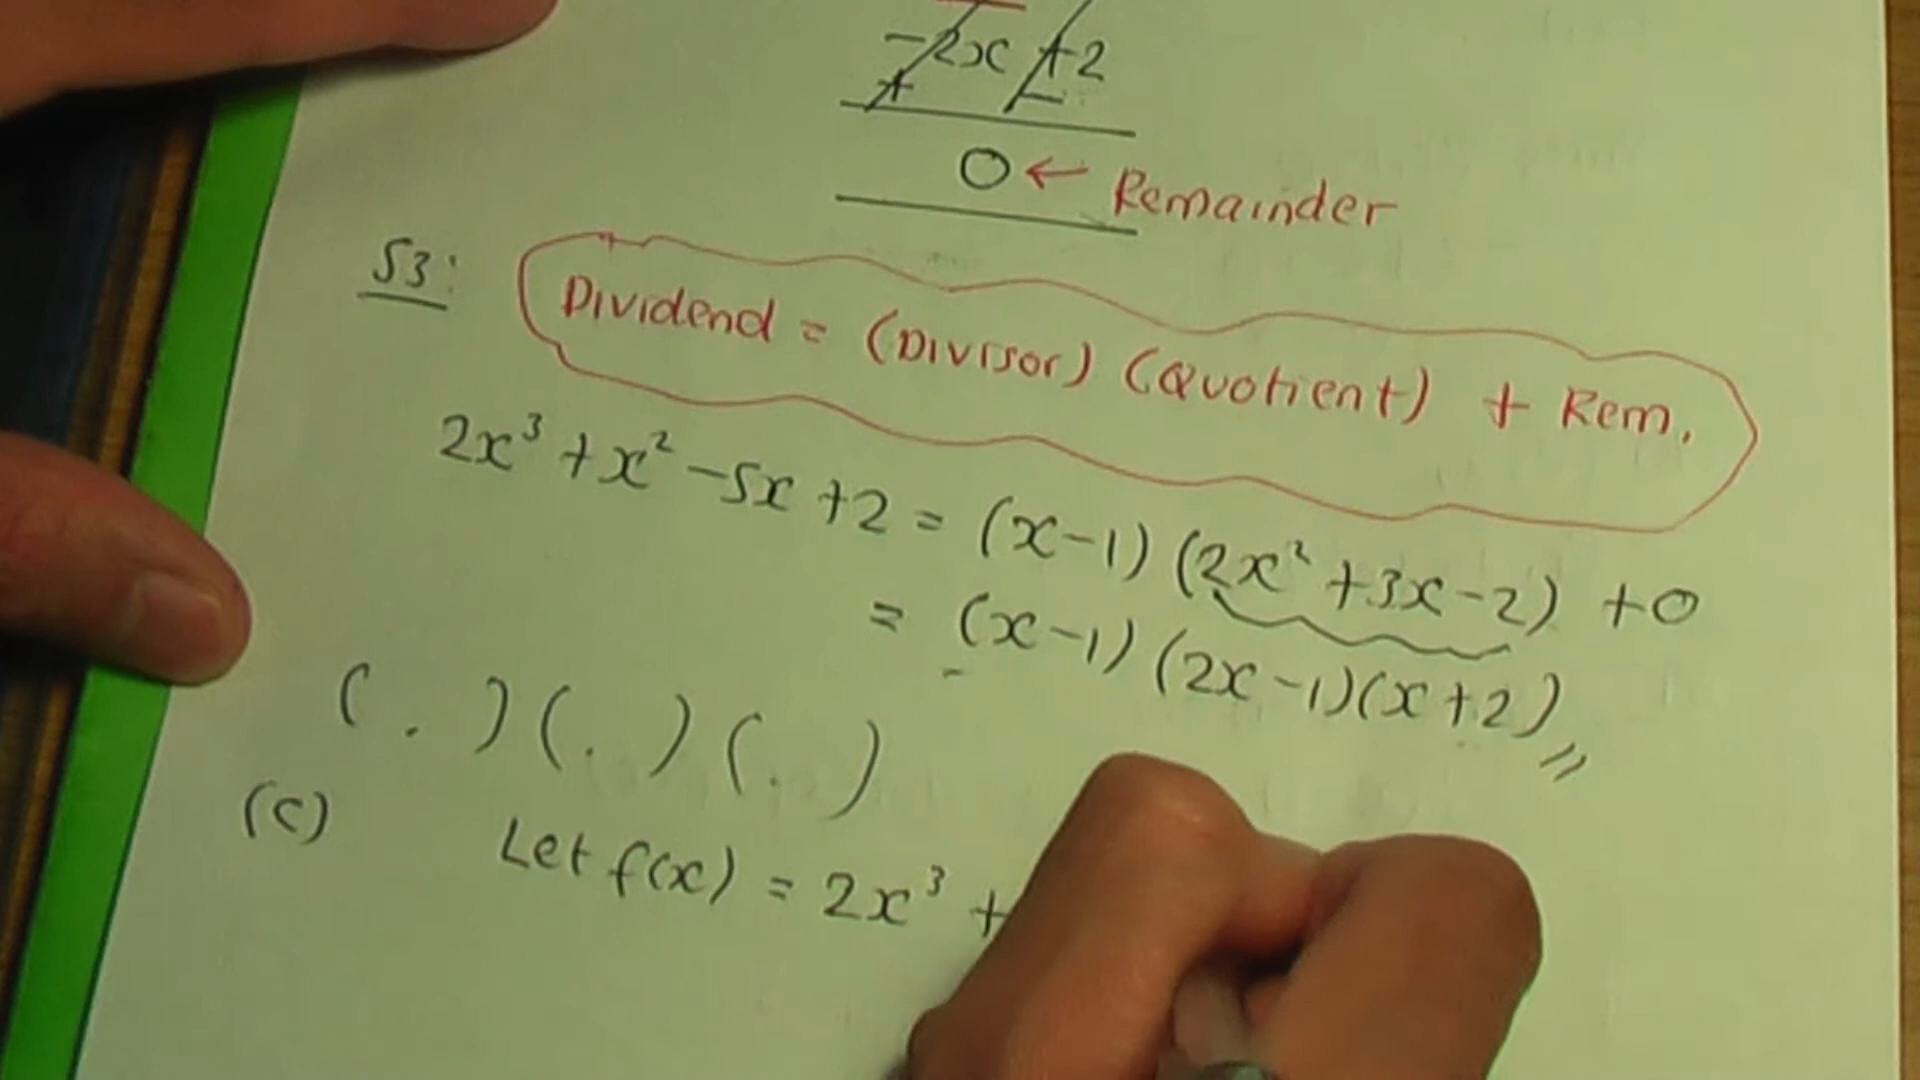 -2x +2
+ -
0 ← Remainder
S3: Dividend = (Divisor) (Quotient) + Rem.
2x³ + x² - 5x + 2 = (x-1) (2x² + 3x - 2) + 0
= (x-1) (2x-1)(x+2)
( . ) ( . ) ( . )
(c) Let f(x) = 2x³ +